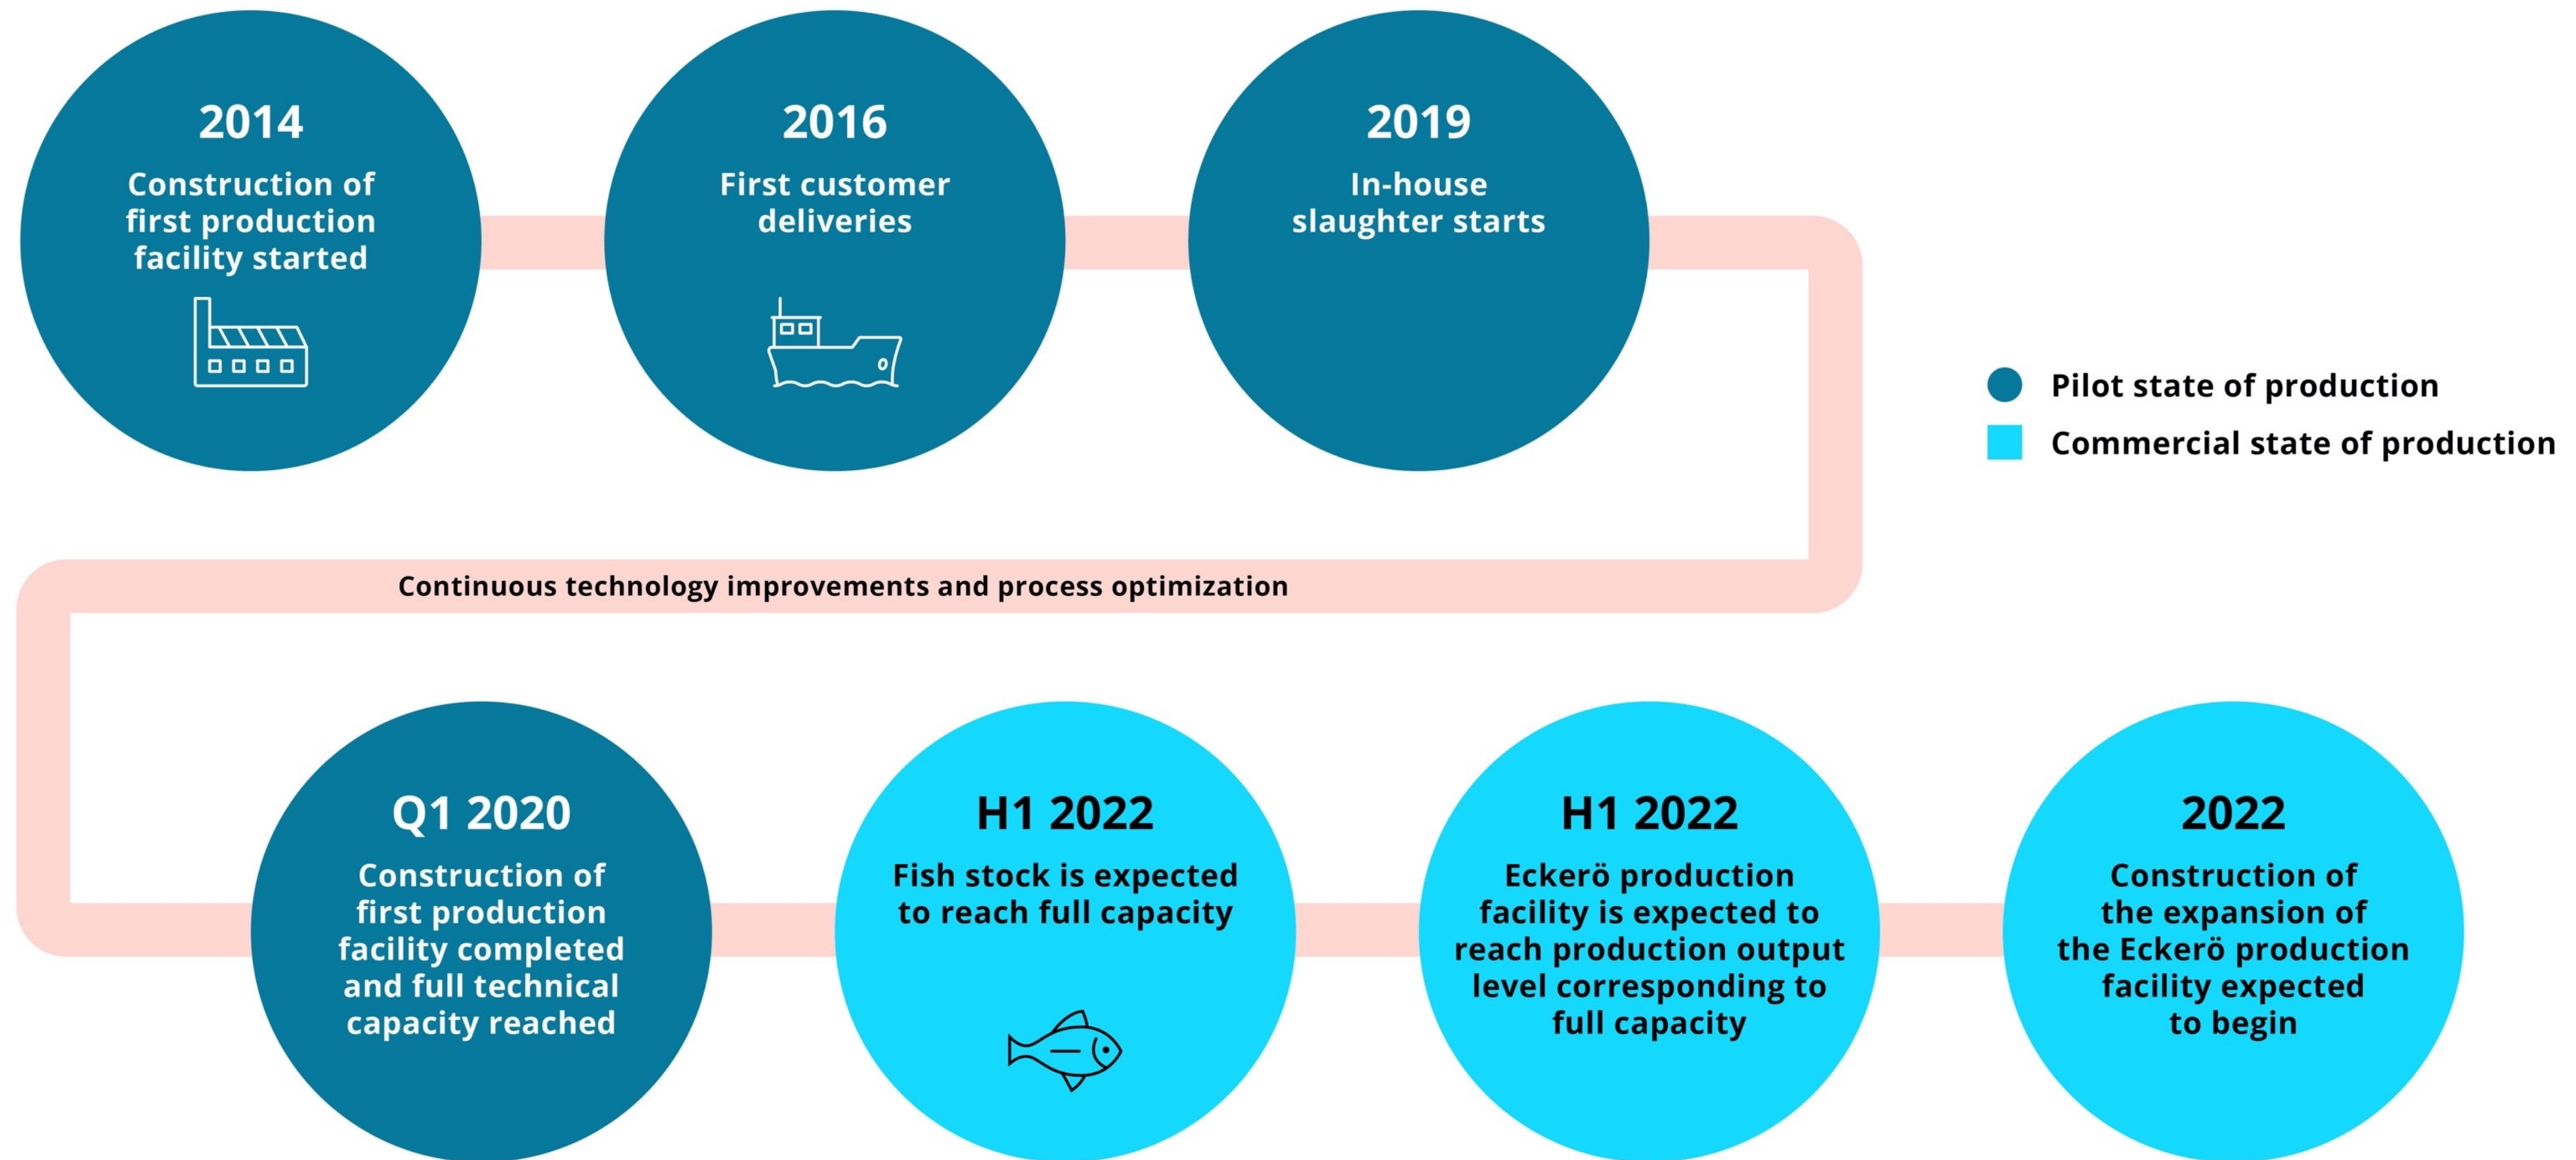 2014
Construction of
first production
facility started
2016
First customer
deliveries
2019
In-house
slaughter starts
Pilot state of production
Commercial state of production
Continuous technology improvements and process optimization
Q1 2020
Construction of
first production
facility completed
and full technical
capacity reached
H1 2022
Fish stock is expected
to reach full capacity
H1 2022
Eckerö production
facility is expected to
reach production output
level corresponding to
full capacity
2022
Construction of
the expansion of
the Eckerö production
facility expected
to begin